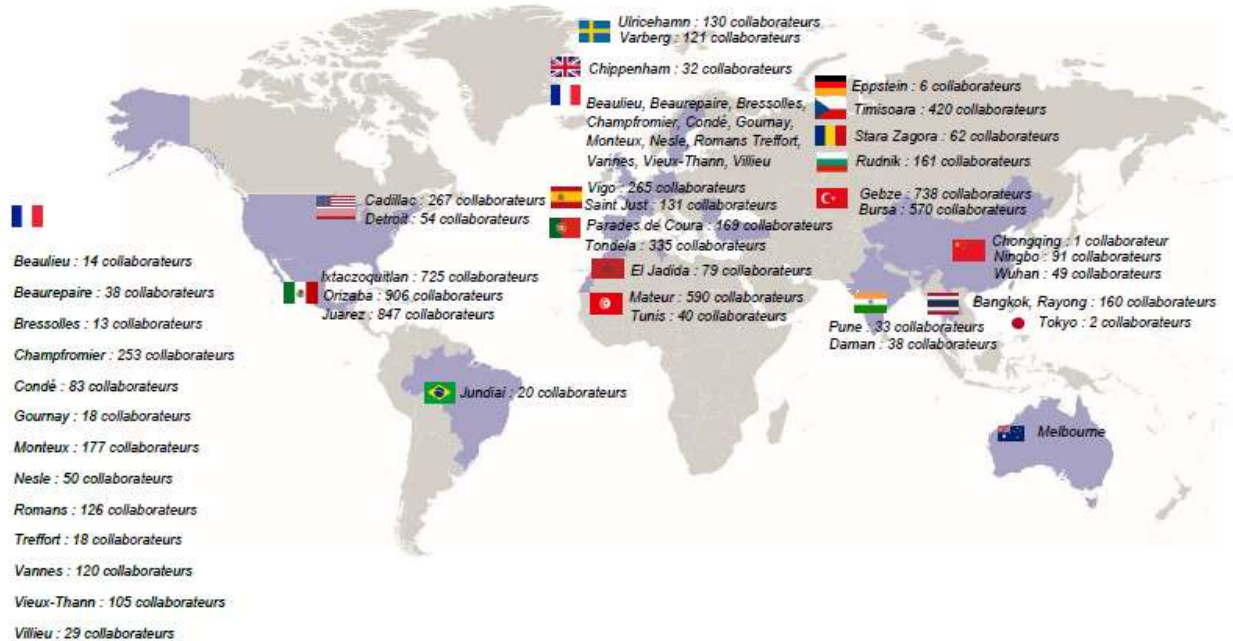 Ulricehamn : 130 collaborateurs
Varberg : 121 collaborateurs
Chippenham : 32 collaborateurs
Beaulieu, Beaurepaire, Bressolles,
Champfromier, Condé, Gournay,
Monteux, Nesle, Romans Treffort,
Vannes, Vieux-Thann, Villieu
Eppstein : 6 collaborateurs
Timisoara : 420 collaborateurs
Stara Zagora : 62 collaborateurs
Rudnik : 161 collaborateurs
Cadillac : 267 collaborateurs
Detroit : 54 collaborateurs
Vigo : 265 collaborateurs
Saint Just : 131 collaborateurs
Gebze : 738 collaborateurs
Bursa : 570 collaborateurs
Parades de Coura : 169 collaborateurs
Tondela : 335 collaborateurs
Chongqing : 1 collaborateur
Ningbo : 91 collaborateurs
Wuhan : 49 collaborateurs
Ixtaczoquitlan : 725 collaborateurs
Orizaba : 906 collaborateurs
Juarez : 847 collaborateurs
El Jadida : 79 collaborateurs
Mateur : 590 collaborateurs
Tunis : 40 collaborateurs
Bangkok, Rayong : 160 collaborateurs
Tokyo : 2 collaborateurs
Pune : 33 collaborateurs
Daman : 38 collaborateurs
Jundiai : 20 collaborateurs
Melbourne
Beaulieu : 14 collaborateurs
Beaurepaire : 38 collaborateurs
Bressolles : 13 collaborateurs
Champfromier : 253 collaborateurs
Condé : 83 collaborateurs
Gournay : 18 collaborateurs
Monteux : 177 collaborateurs
Nesle : 50 collaborateurs
Romans : 126 collaborateurs
Treffort : 18 collaborateurs
Vannes : 120 collaborateurs
Vieux-Thann : 105 collaborateurs
Villieu : 29 collaborateurs